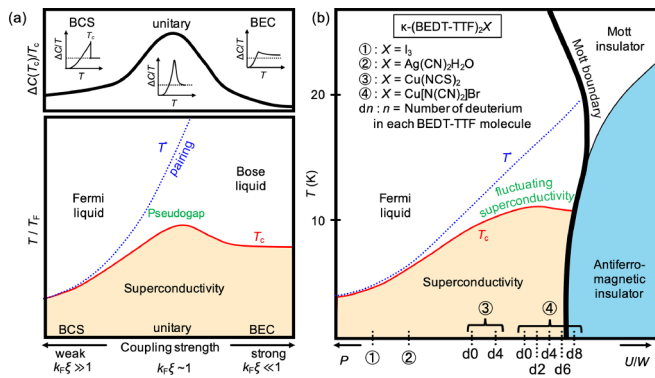 (a)
BCS
unitary
BEC
ΔC(Tc)/Tc
ΔC/T
Tc
T
ΔC/T
T
ΔC/T
T
T*
pairing
Fermi
liquid
Bose
liquid
Pseudogap
Tc
T / TF
Superconductivity
BCS
unitary
BEC
weak
Coupling strength
strong
kFξ ≫1
kFξ ~1
kFξ ≪1
(b)
κ-(BEDT-TTF)2X
① : X = I3
② : X = Ag(CN)2H2O
③ : X = Cu(NCS)2
④ : X = Cu[N(CN)2]Br
dn : n = Number of deuterium
in each BEDT-TTF molecule
Mott
insulator
Mott boundary
20
10
T (K)
T*
Fermi
liquid
fluctuating
superconductivity
Tc
Superconductivity
Antiferro-
magnetic
insulator
③
④
d0 d4 d0 d4 d8
d2 d6
P ① ② U/W